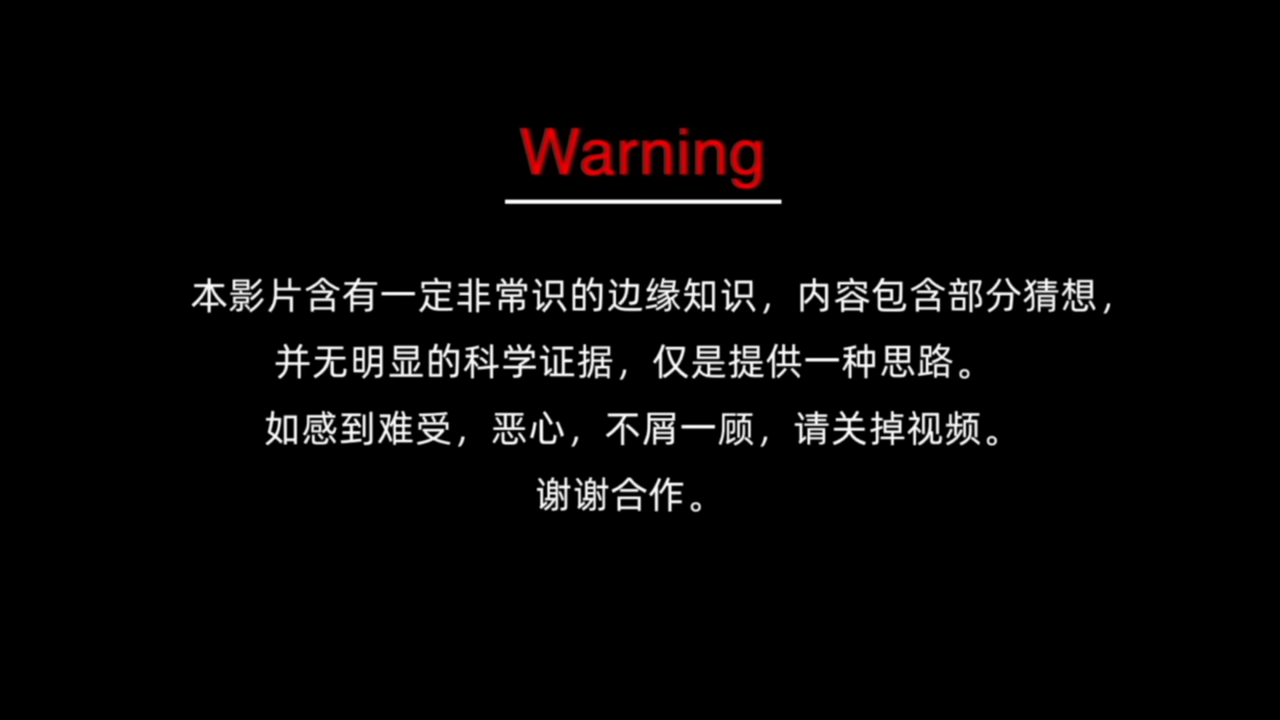 Warning
本影片含有一定非常识的边缘知识，内容包含部分猜想，
并无明显的科学证据，仅是提供一种思路。
如感到难受，恶心，不屑一顾，请关掉视频。
谢谢合作。